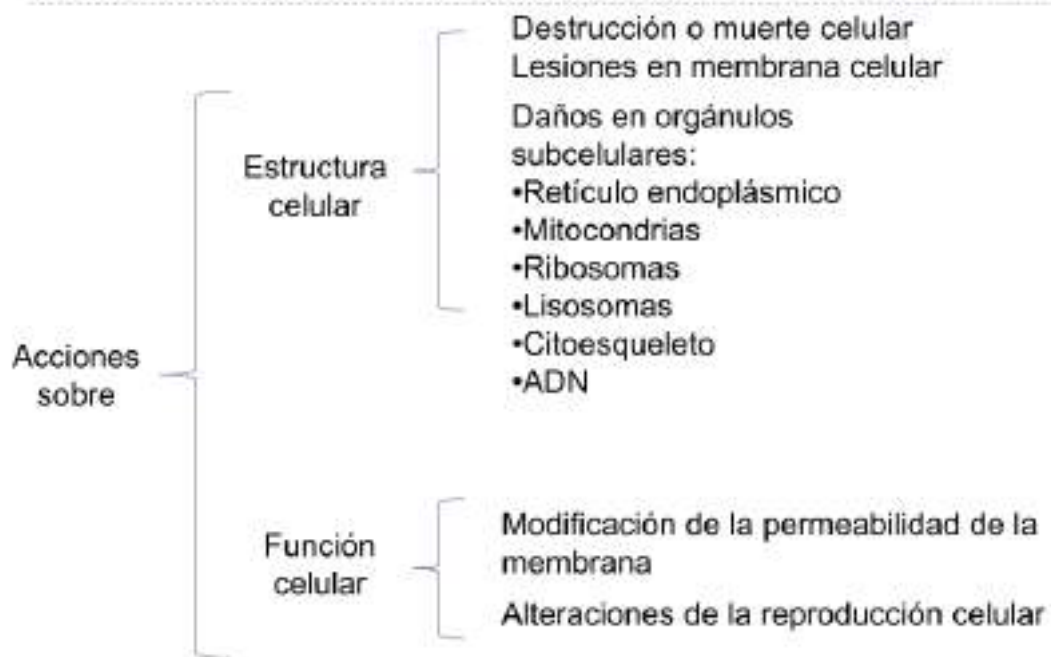 Destrucción o muerte celular
Lesiones en membrana celular
Daños en orgánulos
subcelulares:
•Retículo endoplásmico
•Mitocondrias
•Ribosomas
•Lisosomas
•Citoesqueleto
•ADN
Estructura
celular
Acciones
sobre
Función
celular
Modificación de la permeabilidad de la
membrana
Alteraciones de la reproducción celular